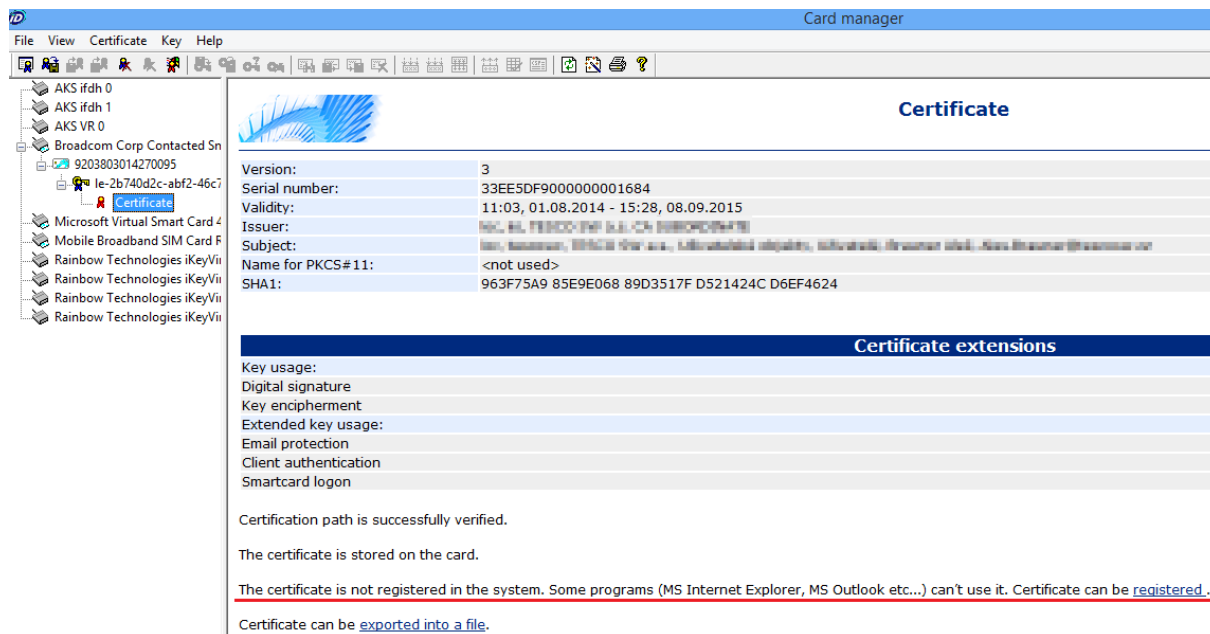 Card manager
File View Certificate Key Help
AKS ifdh 0
AKS ifdh 1
AKS VR 0
Broadcom Corp Contacted Sn
9203803014270095
le-2b740d2c-abf2-46c7
Certificate
Microsoft Virtual Smart Card 4
Mobile Broadband SIM Card R
Rainbow Technologies iKeyVi
Rainbow Technologies iKeyVi
Rainbow Technologies iKeyVi
Rainbow Technologies iKeyVi
Certificate
Version: 3
Serial number: 33EE5DF9000000001684
Validity: 11:03, 01.08.2014 - 15:28, 08.09.2015
Issuer:
Subject:
Name for PKCS#11: <not used>
SHA1: 963F75A9 85E9E068 89D3517F D521424C D6EF4624
Certificate extensions
Key usage:
Digital signature
Key encipherment
Extended key usage:
Email protection
Client authentication
Smartcard logon
Certification path is successfully verified.
The certificate is stored on the card.
The certificate is not registered in the system. Some programs (MS Internet Explorer, MS Outlook etc...) can't use it. Certificate can be registered .
Certificate can be exported into a file.